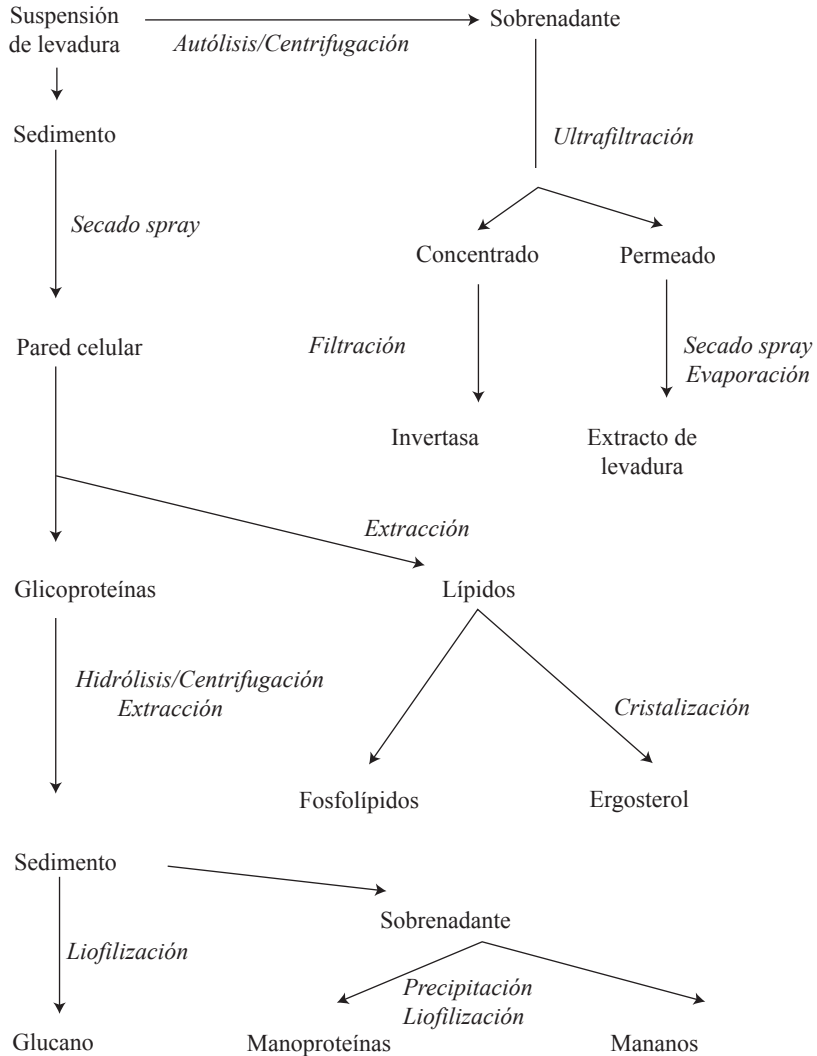 Suspensión
de levadura
Autólisis/Centrifugación
Sobrenadante
Sedimento
Ultrafiltración
Secado spray
Concentrado
Permeado
Pared celular
Filtración
Secado spray
Evaporación
Invertasa
Extracto de
levadura
Extracción
Glicoproteínas
Lípidos
Hidrólisis/Centrifugación
Extracción
Cristalización
Fosfolípidos
Ergosterol
Sedimento
Sobrenadante
Liofilización
Precipitación
Liofilización
Glucano
Manoproteínas
Mananos